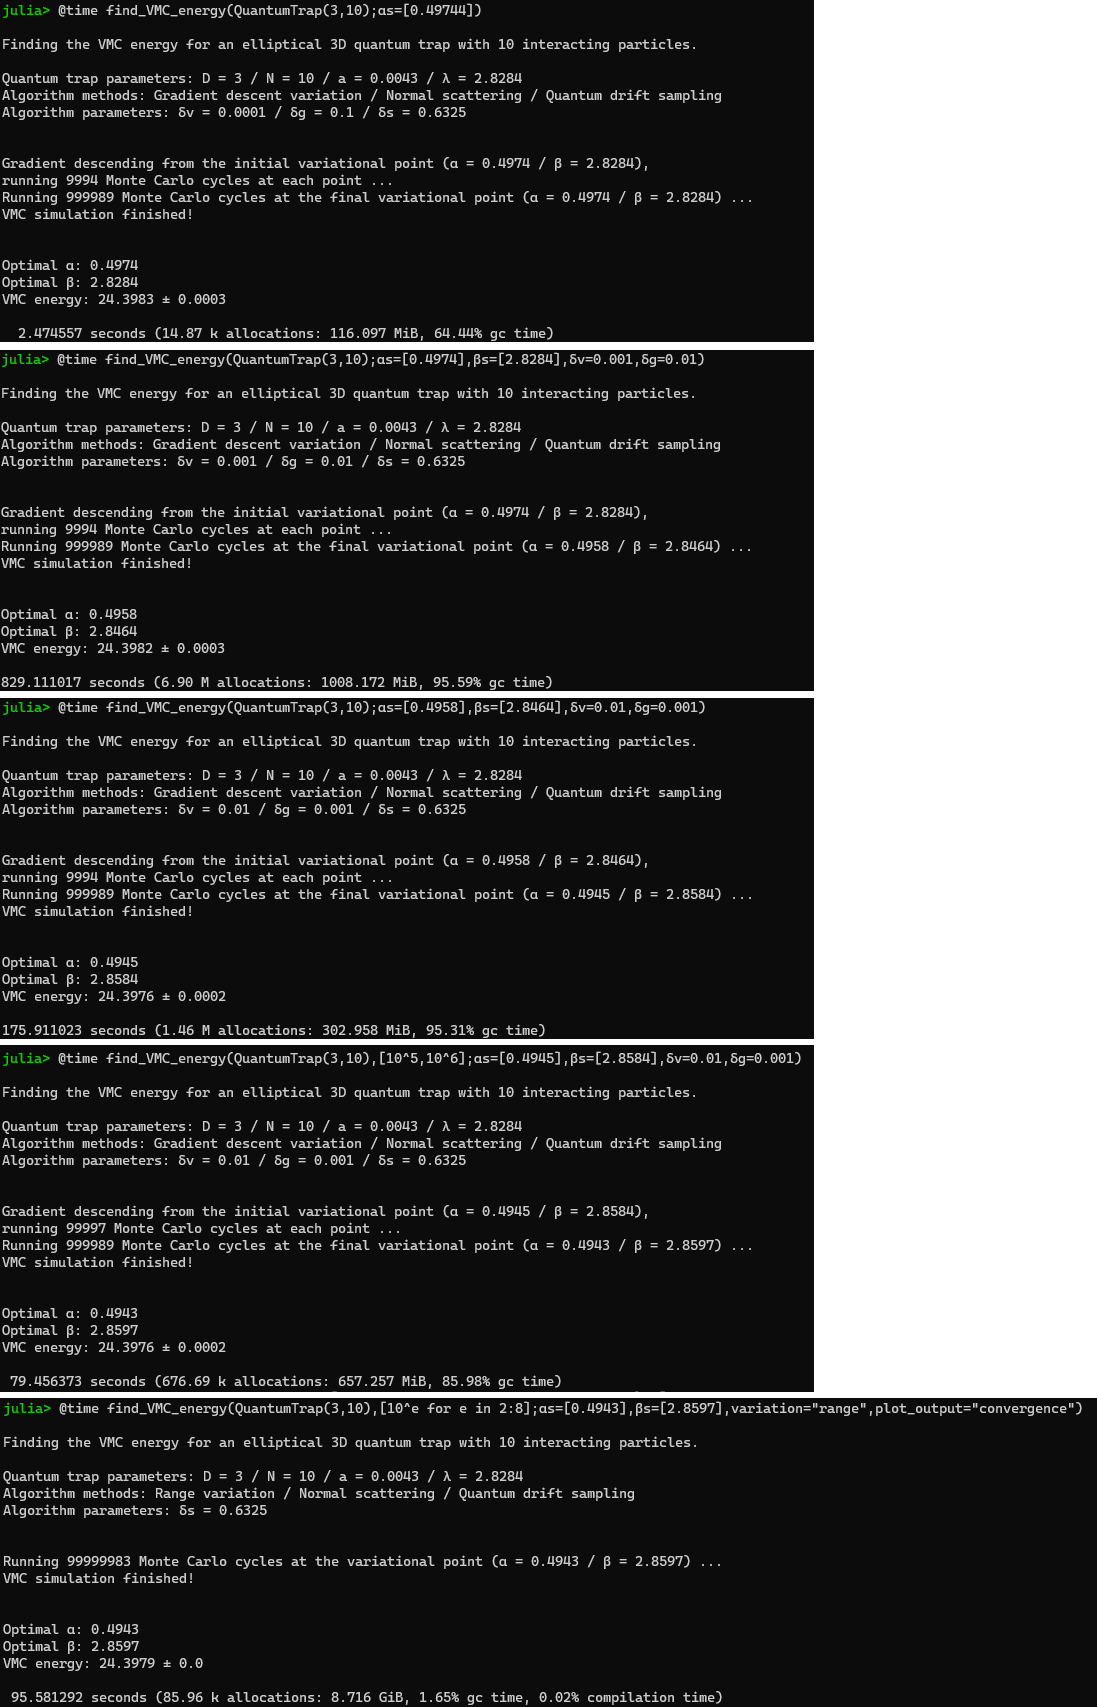 julia> @time find_VMC_energy(QuantumTrap(3,10);αs=[0.49744])
Finding the VMC energy for an elliptical 3D quantum trap with 10 interacting particles.
Quantum trap parameters: D = 3 / N = 10 / a = 0.0043 / λ = 2.8284
Algorithm methods: Gradient descent variation / Normal scattering / Quantum drift sampling
Algorithm parameters: δv = 0.0001 / δg = 0.1 / δs = 0.6325
Gradient descending from the initial variational point (α = 0.4974 / β = 2.8284),
running 9994 Monte Carlo cycles at each point ...
Running 999989 Monte Carlo cycles at the final variational point (α = 0.4974 / β = 2.8284) ...
VMC simulation finished!
Optimal α: 0.4974
Optimal β: 2.8284
VMC energy: 24.3983 ± 0.0003
2.474557 seconds (14.87 k allocations: 116.097 MiB, 64.44% gc time)
julia> @time find_VMC_energy(QuantumTrap(3,10);αs=[0.4974],βs=[2.8284],δv=0.001,δg=0.01)
Finding the VMC energy for an elliptical 3D quantum trap with 10 interacting particles.
Quantum trap parameters: D = 3 / N = 10 / a = 0.0043 / λ = 2.8284
Algorithm methods: Gradient descent variation / Normal scattering / Quantum drift sampling
Algorithm parameters: δv = 0.001 / δg = 0.01 / δs = 0.6325
Gradient descending from the initial variational point (α = 0.4974 / β = 2.8284),
running 9994 Monte Carlo cycles at each point ...
Running 999989 Monte Carlo cycles at the final variational point (α = 0.4958 / β = 2.8464) ...
VMC simulation finished!
Optimal α: 0.4958
Optimal β: 2.8464
VMC energy: 24.3982 ± 0.0003
829.111017 seconds (6.90 M allocations: 1008.172 MiB, 95.59% gc time)
julia> @time find_VMC_energy(QuantumTrap(3,10);αs=[0.4958],βs=[2.8464],δv=0.01,δg=0.001)
Finding the VMC energy for an elliptical 3D quantum trap with 10 interacting particles.
Quantum trap parameters: D = 3 / N = 10 / a = 0.0043 / λ = 2.8284
Algorithm methods: Gradient descent variation / Normal scattering / Quantum drift sampling
Algorithm parameters: δv = 0.01 / δg = 0.001 / δs = 0.6325
Gradient descending from the initial variational point (α = 0.4958 / β = 2.8464),
running 9994 Monte Carlo cycles at each point ...
Running 999989 Monte Carlo cycles at the final variational point (α = 0.4945 / β = 2.8584) ...
VMC simulation finished!
Optimal α: 0.4945
Optimal β: 2.8584
VMC energy: 24.3976 ± 0.0002
175.911023 seconds (1.46 M allocations: 302.958 MiB, 95.31% gc time)
julia> @time find_VMC_energy(QuantumTrap(3,10),[10^5,10^6];αs=[0.4945],βs=[2.8584],δv=0.01,δg=0.001)
Finding the VMC energy for an elliptical 3D quantum trap with 10 interacting particles.
Quantum trap parameters: D = 3 / N = 10 / a = 0.0043 / λ = 2.8284
Algorithm methods: Gradient descent variation / Normal scattering / Quantum drift sampling
Algorithm parameters: δv = 0.01 / δg = 0.001 / δs = 0.6325
Gradient descending from the initial variational point (α = 0.4945 / β = 2.8584),
running 99997 Monte Carlo cycles at each point ...
Running 999989 Monte Carlo cycles at the final variational point (α = 0.4943 / β = 2.8597) ...
VMC simulation finished!
Optimal α: 0.4943
Optimal β: 2.8597
VMC energy: 24.3976 ± 0.0002
79.456373 seconds (676.69 k allocations: 657.257 MiB, 85.98% gc time)
julia> @time find_VMC_energy(QuantumTrap(3,10),[10^e for e in 2:8];αs=[0.4943],βs=[2.8597],variation="range",plot_output="convergence")
Finding the VMC energy for an elliptical 3D quantum trap with 10 interacting particles.
Quantum trap parameters: D = 3 / N = 10 / a = 0.0043 / λ = 2.8284
Algorithm methods: Range variation / Normal scattering / Quantum drift sampling
Algorithm parameters: δs = 0.6325
Running 99999983 Monte Carlo cycles at the variational point (α = 0.4943 / β = 2.8597) ...
VMC simulation finished!
Optimal α: 0.4943
Optimal β: 2.8597
VMC energy: 24.3979 ± 0.0
95.581292 seconds (85.96 k allocations: 8.716 GiB, 1.65% gc time, 0.02% compilation time)